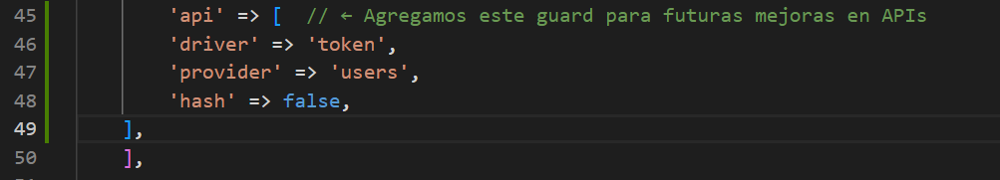 45 'api' => [ // ← Agregamos este guard para futuras mejoras en APIs
46 'driver' => 'token',
47 'provider' => 'users',
48 'hash' => false,
49 ],
50 ],